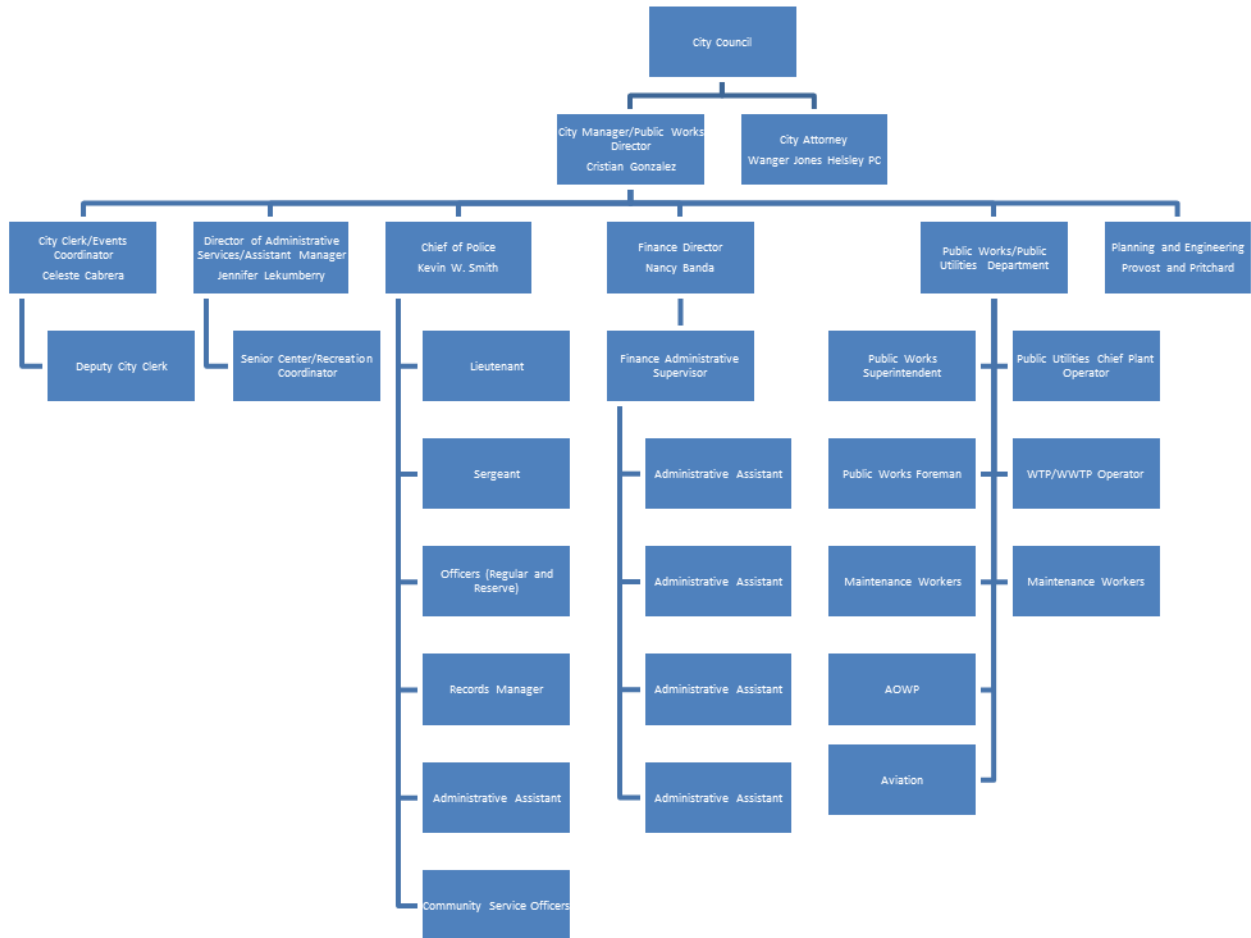 City Council
City Manager/Public Works
Director
Cristian Gonzalez
City Attorney
Wanger Jones Helsley PC
City Clerk/Events
Coordinator
Celeste Cabrera
Director of Administrative
Services/Assistant Manager
Jennifer Lekumberry
Chief of Police
Kevin W. Smith
Finance Director
Nancy Banda
Public Works/Public
Utilities Department
Planning and Engineering
Provost and Pritchard
Deputy City Clerk
Senior Center/Recreation
Coordinator
Lieutenant
Finance Administrative
Supervisor
Public Works
Superintendent
Public Utilities Chief Plant
Operator
Sergeant
Administrative Assistant
Public Works Foreman
WTP/WWTP Operator
Officers (Regular and
Reserve)
Administrative Assistant
Maintenance Workers
Maintenance Workers
Records Manager
Administrative Assistant
AOWP
Aviation
Administrative Assistant
Administrative Assistant
Community Service Officers